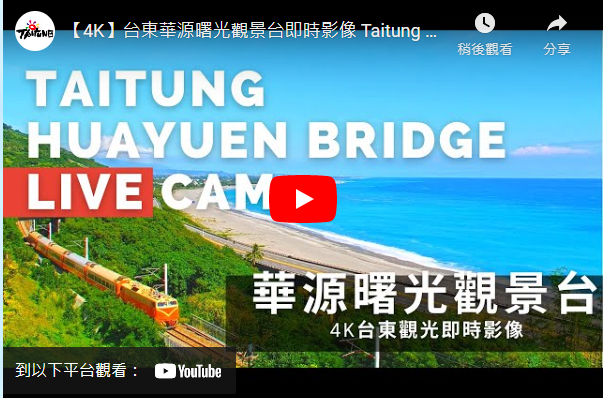 TAITUNG
【4K】台東華源曙光觀景台即時影像 Taitung ...
稍後觀看
分享
TAITUNG
HUAYUEN BRIDGE
LIVE CAM
華源曙光觀景台
4K台東觀光即時影像
到以下平台觀看：
YouTube